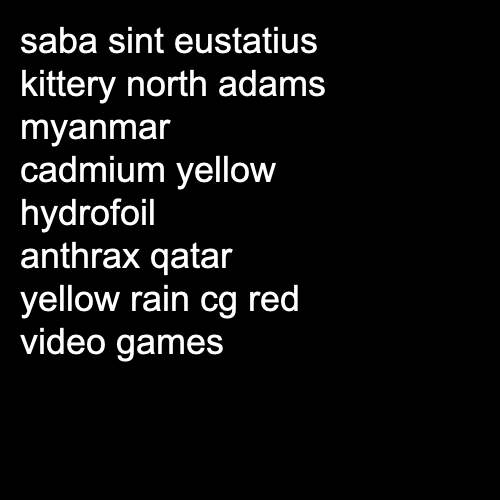 saba sint eustatius
kittery north adams
myanmar
cadmium yellow
hydrofoil
anthrax qatar
yellow rain cg red
video games